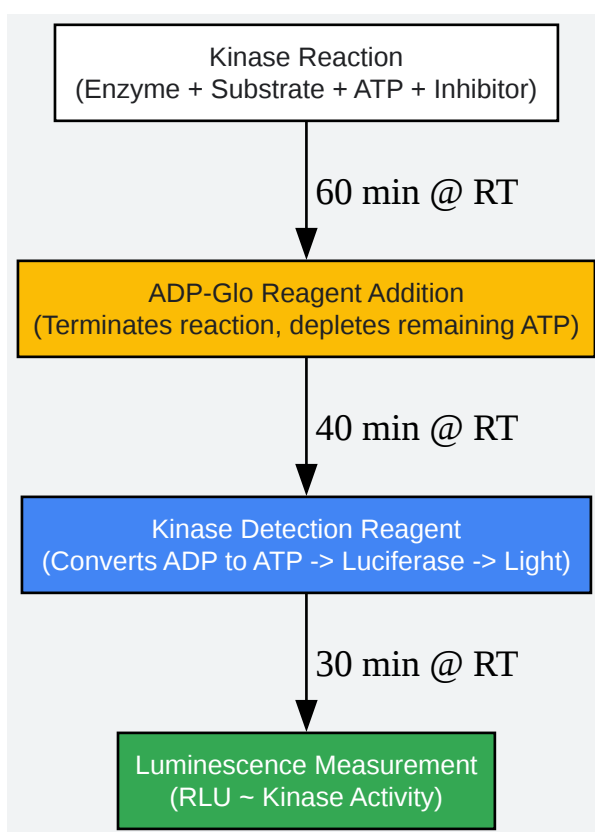 Kinase Reaction
(Enzyme + Substrate + ATP + Inhibitor)
60 min @ RT
ADP-Glo Reagent Addition
(Terminates reaction, depletes remaining ATP)
40 min @ RT
Kinase Detection Reagent
(Converts ADP to ATP -> Luciferase -> Light)
30 min @ RT
Luminescence Measurement
(RLU ~ Kinase Activity)